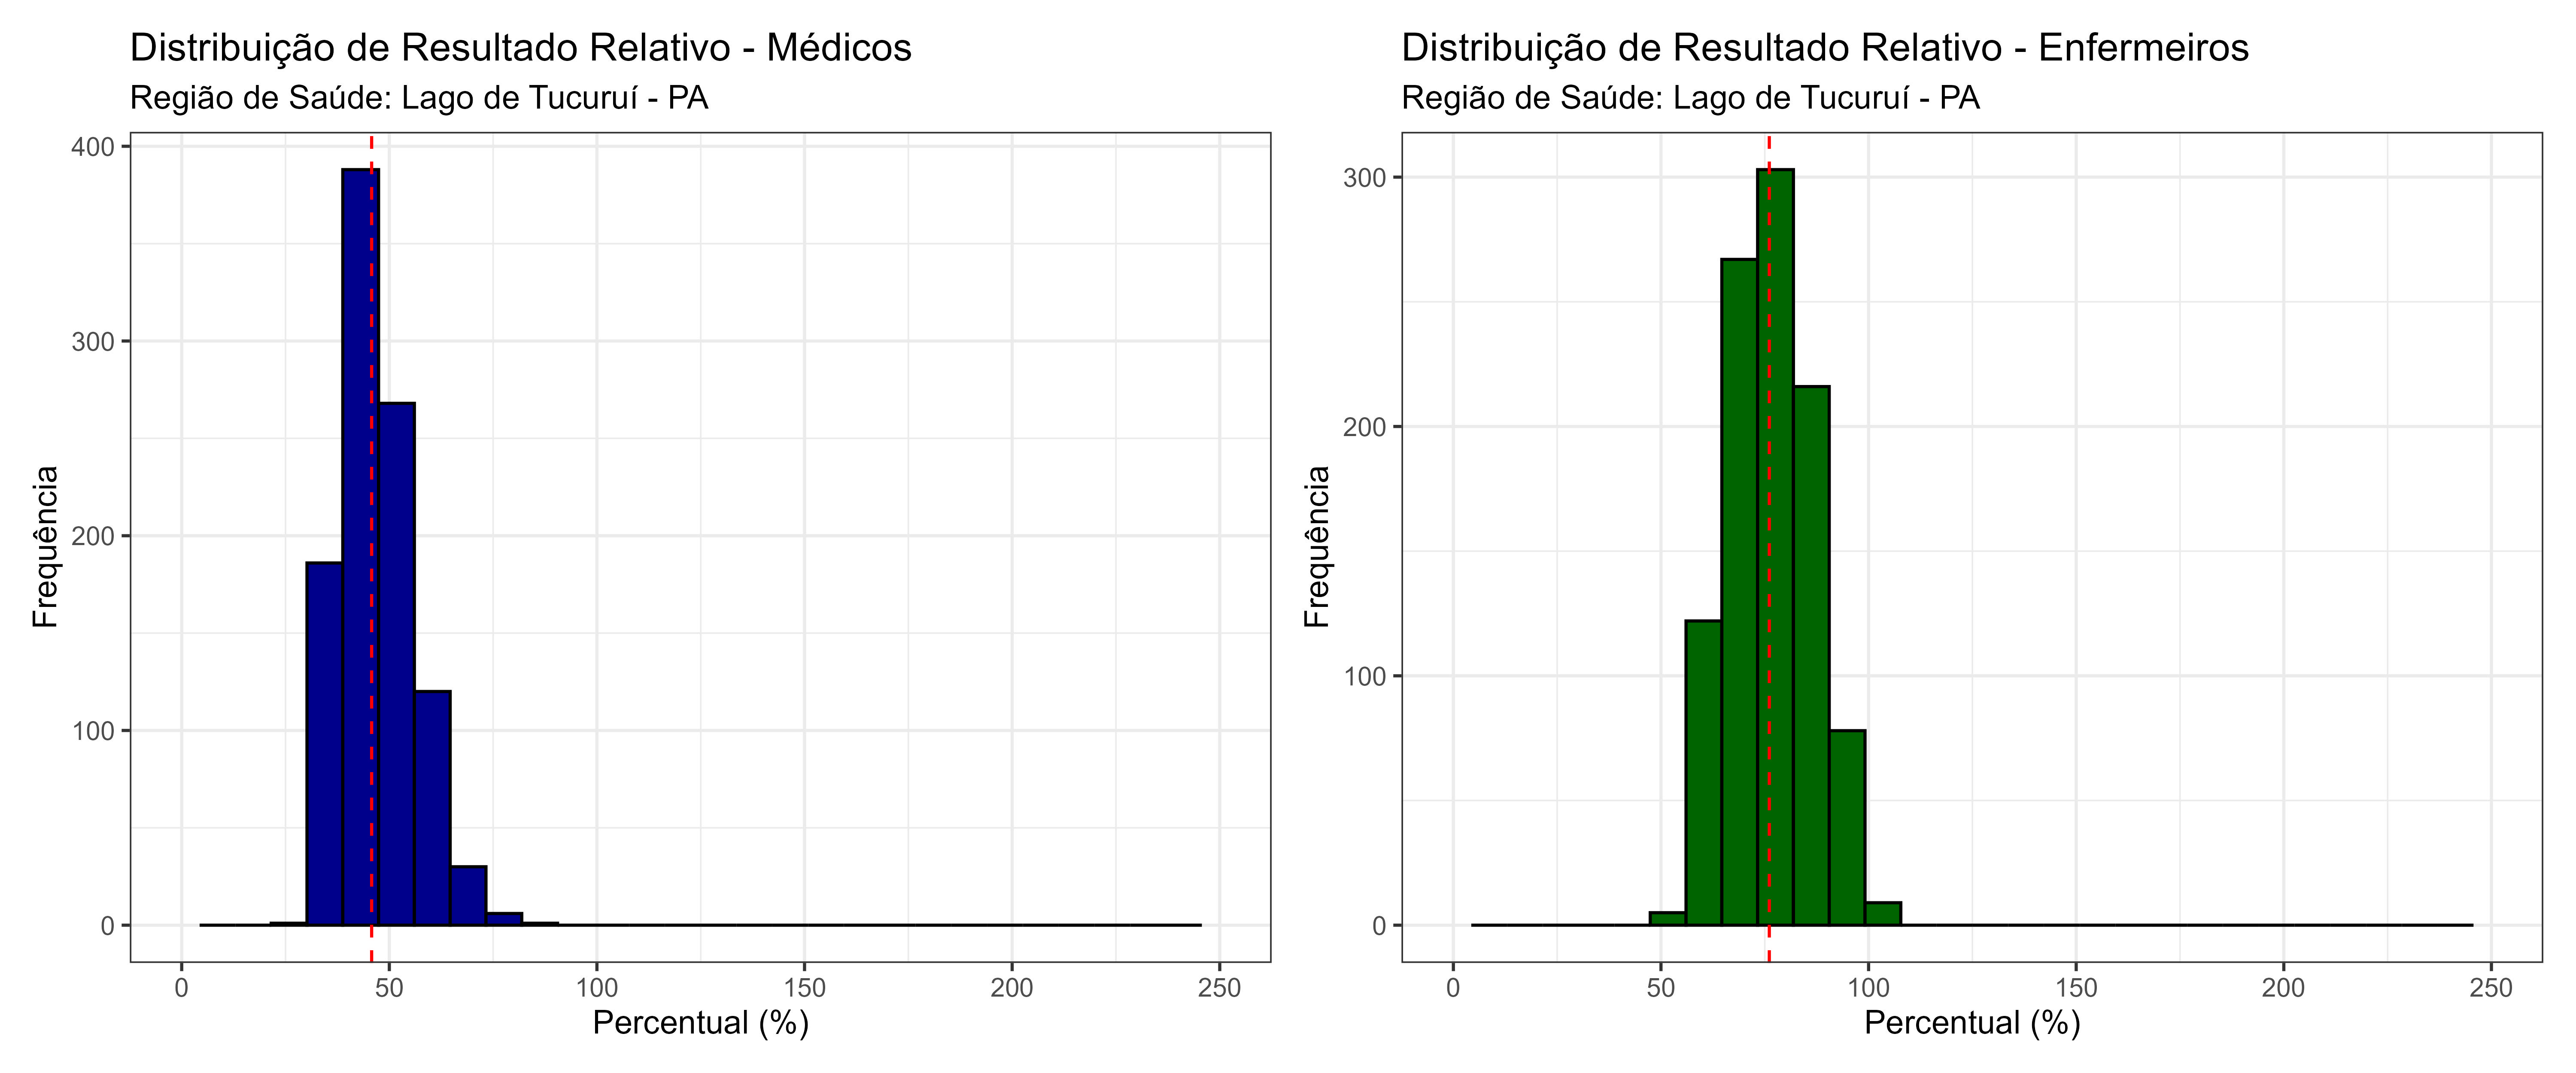 Distribuição de Resultado Relativo - Médicos
Região de Saúde: Lago de Tucuruí - PA
400
300
200
100
0
Frequência
0 50 100 150 200 250
Percentual (%)
Distribuição de Resultado Relativo - Enfermeiros
Região de Saúde: Lago de Tucuruí - PA
300
200
100
0
Frequência
0 50 100 150 200 250
Percentual (%)